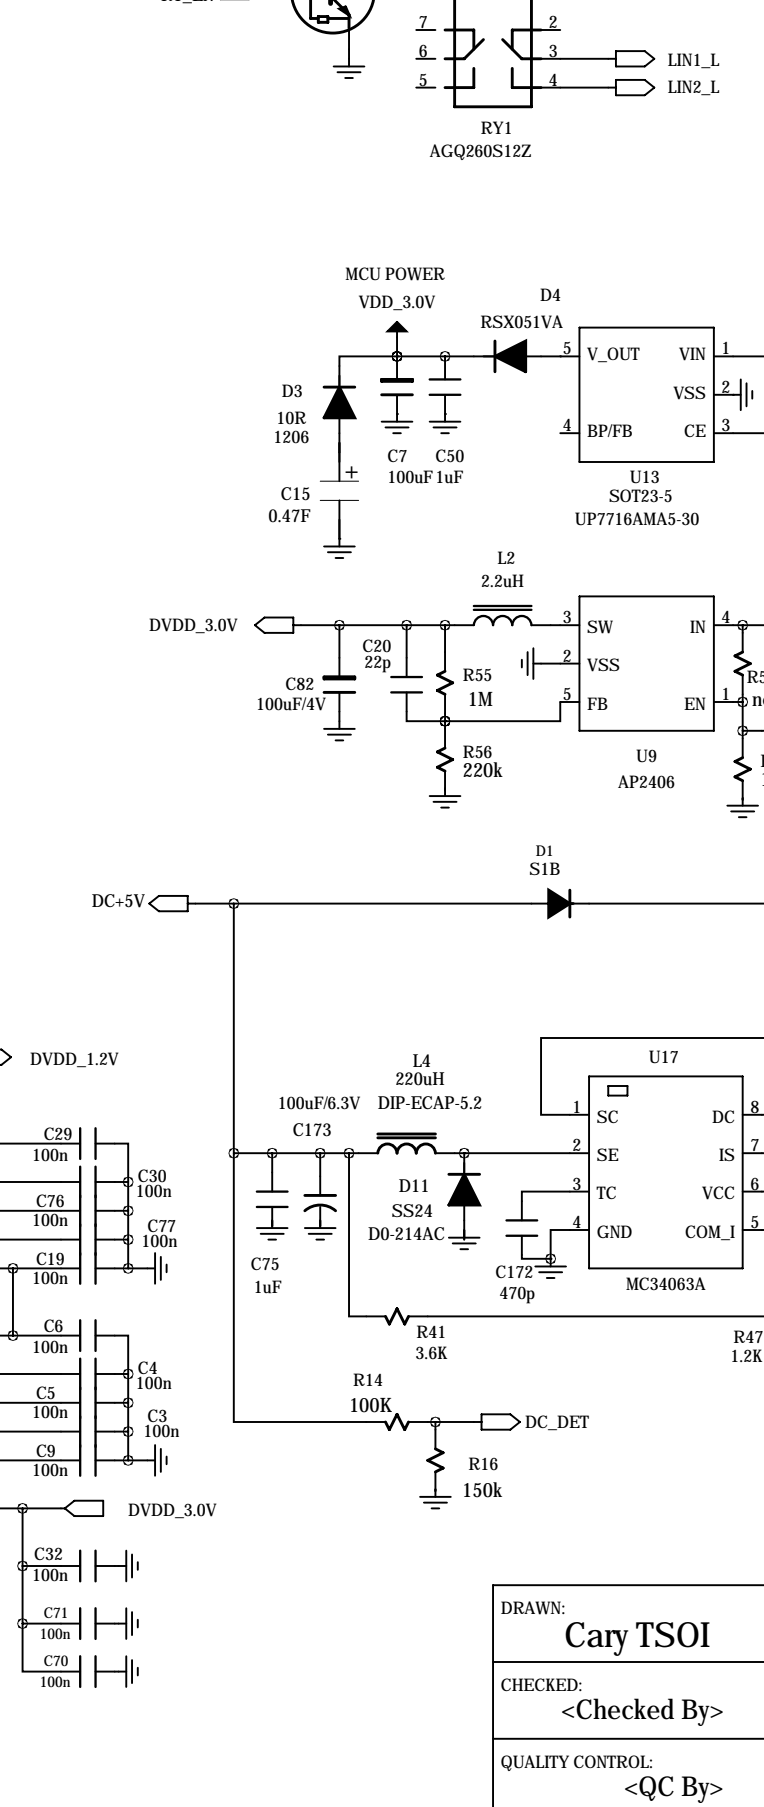 7 2
6 3 LIN1_L
5 4 LIN2_L
RY1
AGQ260S12Z
MCU POWER
VDD_3.0V
D4
RSX051VA
5 V_OUT VIN 1
VSS 2
4 BP/FB CE 3
D3
10R
1206
C7
100uF
C50
1uF
+
C15
0.47F
U13
SOT23-5
UP7716AMA5-30
L2
2.2uH
DVDD_3.0V
3 SW IN 4
2 VSS
5 FB EN 1
C20
22p
C82
100uF/4V
R55
1M
R56
220k
U9
AP2406
D1
S1B
DC+5V
DVDD_1.2V
L4
220uH
DIP-ECAP-5.2
U17
100uF/6.3V
C173
1 SC DC 8
2 SE IS 7
3 TC VCC 6
4 GND COM_I 5
D11
SS24
D0-214AC
C75
1uF
C172
470p
MC34063A
C29
100n
C30
100n
C76
100n
C77
100n
C19
100n
C6
100n
C4
100n
C5
100n
C3
100n
C9
100n
R41
3.6K
R47
1.2K
R14
100K
DC_DET
R16
150k
DVDD_3.0V
C32
100n
C71
100n
C70
100n
DRAWN:
Cary TSOI
CHECKED:
<Checked By>
QUALITY CONTROL:
<QC By>